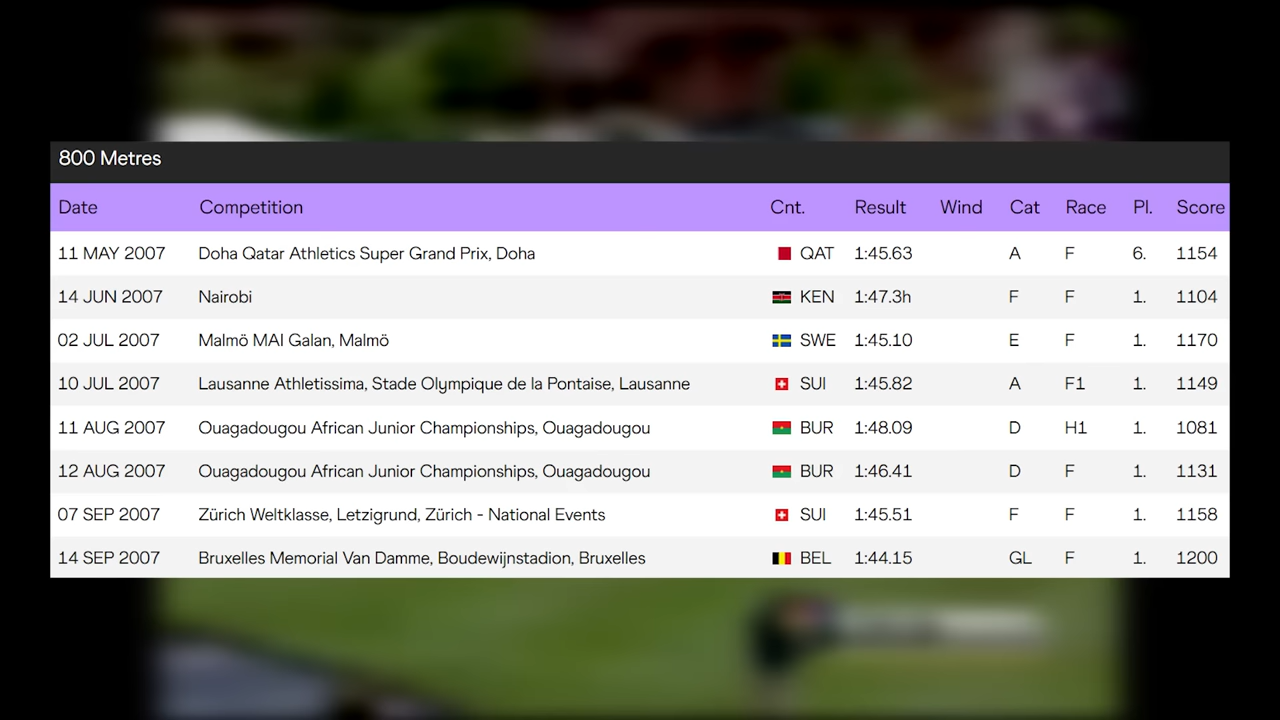 800 Metres
Date Competition Cnt. Result Wind Cat Race Pl. Score
11 MAY 2007 Doha Qatar Athletics Super Grand Prix, Doha QAT 1:45.63 A F 6. 1154
14 JUN 2007 Nairobi KEN 1:47.3h F F 1. 1104
02 JUL 2007 Malmö MAI Galan, Malmö SWE 1:45.10 E F 1. 1170
10 JUL 2007 Lausanne Athletissima, Stade Olympique de la Pontaise, Lausanne SUI 1:45.82 A F1 1. 1149
11 AUG 2007 Ouagadougou African Junior Championships, Ouagadougou BUR 1:48.09 D H1 1. 1081
12 AUG 2007 Ouagadougou African Junior Championships, Ouagadougou BUR 1:46.41 D F 1. 1131
07 SEP 2007 Zürich Weltklasse, Letzigrund, Zürich - National Events SUI 1:45.51 F F 1. 1158
14 SEP 2007 Bruxelles Memorial Van Damme, Boudewijnstadion, Bruxelles BEL 1:44.15 GL F 1. 1200